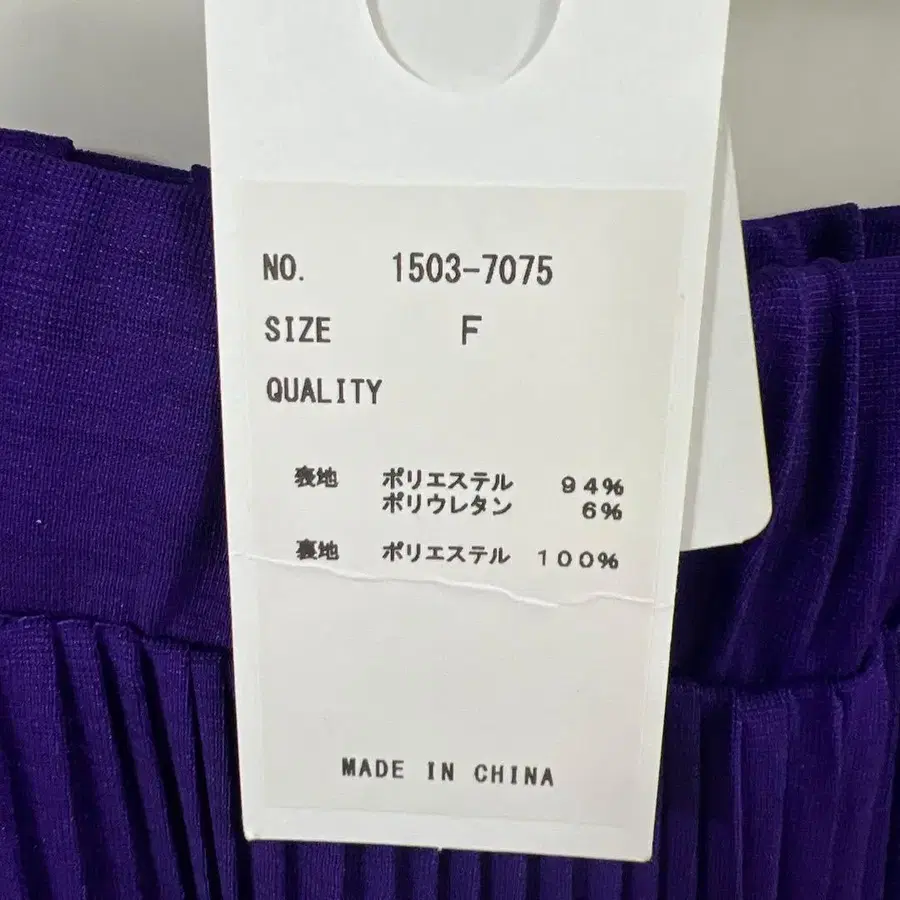 NO. 1503-7075
SIZE F
QUALITY
表地 ポリエステル 94%
ポリウレタン 6%
裏地 ポリエステル 100%
MADE IN CHINA